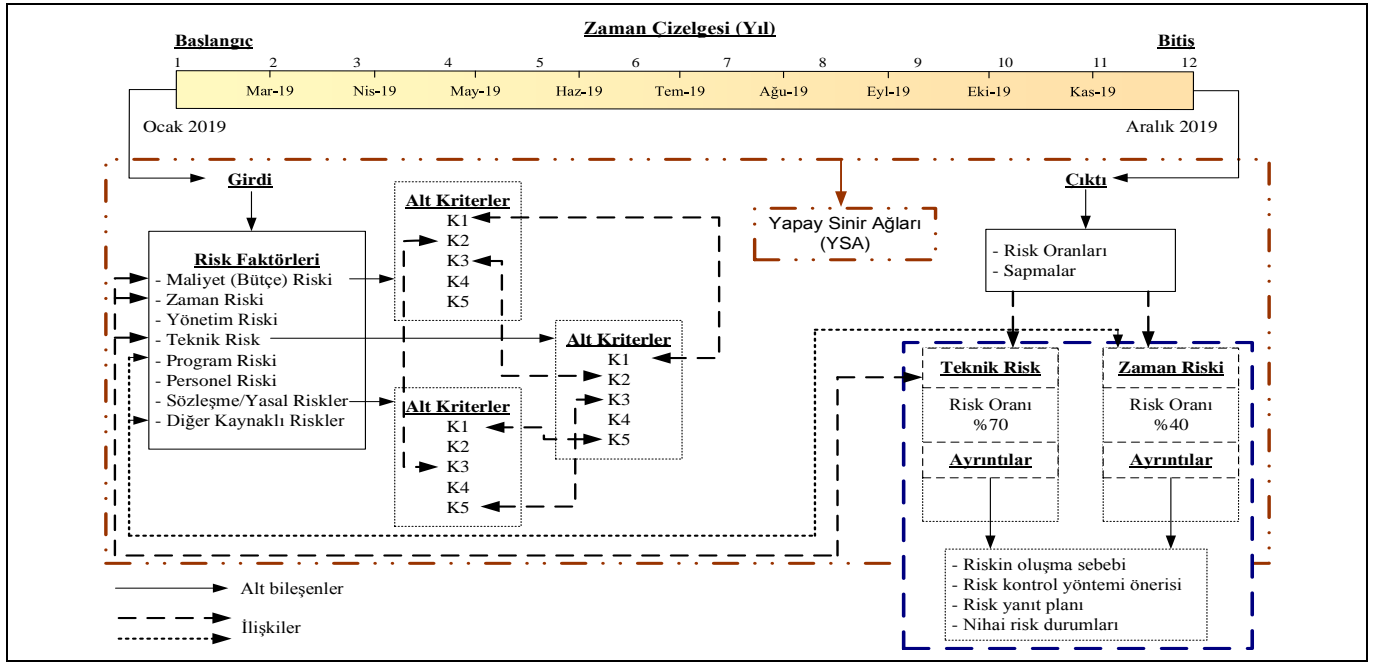 Zaman Çizelgesi (Yıl)
Başlangıç
Bitis
1 2 3 4 5 6 7 8 9 10 11 12
Mar-19 Nis-19 May-19 Haz-19 Tem-19 Ağu-19 Eyl-19 Eki-19 Kas-19
Ocak 2019
Aralık 2019
Girdi
Risk Faktörleri
- Maliyet (Bütçe) Riski
- Zaman Riski
- Yönetim Riski
- Teknik Risk
- Program Riski
- Personel Riski
- Sözleşme/Yasal Riskler
- Diğer Kaynaklı Riskler
Alt Kriterler
K1
K2
K3
K4
K5
Alt Kriterler
K1
K2
K3
K4
K5
Alt Kriterler
K1
K2
K3
K4
K5
Yapay Sinir Ağları
(YSA)
Çıktı
- Risk Oranları
- Sapmalar
Teknik Risk
Risk Oranı
%70
Ayrıntılar
Zaman Riski
Risk Oranı
%40
Ayrıntılar
- Riskin oluşma sebebi
- Risk kontrol yöntemi önerisi
- Risk yanıt planı
- Nihai risk durumları
Alt bileşenler
İlişkiler